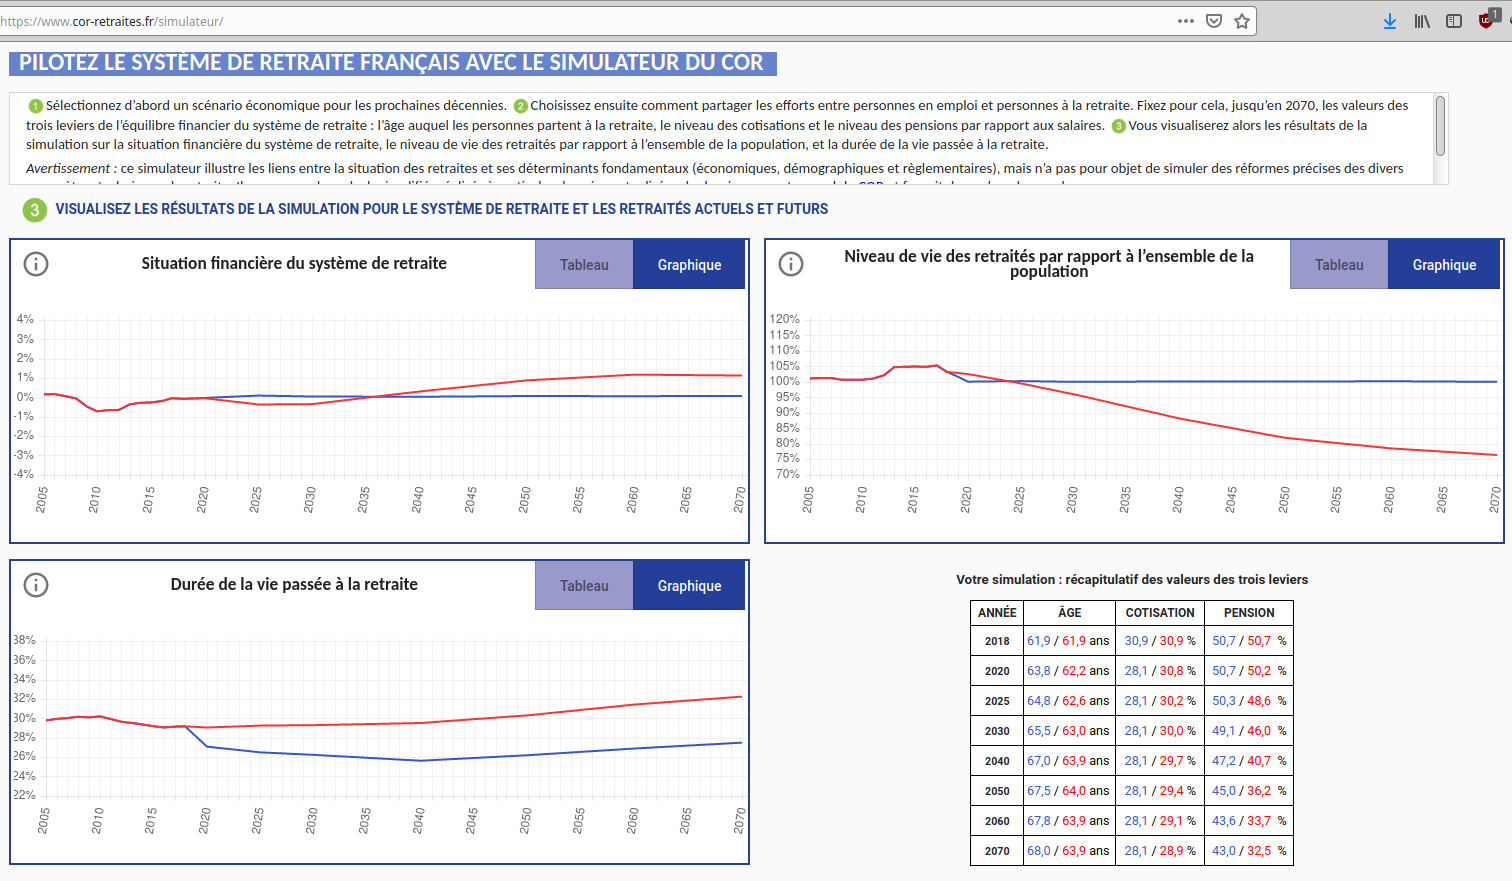 https://www.cor-retraites.fr/simulateur/
1
PILOTEZ LE SYSTÈME DE RETRAITE FRANÇAIS AVEC LE SIMULATEUR DU COR
1 Sélectionnez d'abord un scénario économique pour les prochaines décennies. 2 Choisissez ensuite comment partager les efforts entre personnes en emploi et personnes à la retraite. Fixez pour cela, jusqu'en 2070, les valeurs des
trois leviers de l'équilibre financier du système de retraite : l'âge auquel les personnes partent à la retraite, le niveau des cotisations et le niveau des pensions par rapport aux salaires. 3 Vous visualiserez alors les résultats de la
simulation sur la situation financière du système de retraite, le niveau de vie des retraités par rapport à l'ensemble de la population, et la durée de la vie passée à la retraite.
Avertissement : ce simulateur illustre les liens entre la situation des retraites et ses déterminants fondamentaux (économiques, démographiques et règlementaires), mais n'a pas pour objet de simuler des réformes précises des divers
3 VISUALISEZ LES RÉSULTATS DE LA SIMULATION POUR LE SYSTÈME DE RETRAITE ET LES RETRAITÉS ACTUELS ET FUTURS
Situation financière du système de retraite
Tableau
Graphique
4%
3%
2%
1%
0%
-1%
-2%
-3%
-4%
2005 2010 2015 2020 2025 2030 2035 2040 2045 2050 2055 2060 2065 2070
Niveau de vie des retraités par rapport à l'ensemble de la
population
Tableau
Graphique
120%
115%
110%
105%
100%
95%
90%
85%
80%
75%
70%
2005 2010 2015 2020 2025 2030 2035 2040 2045 2050 2055 2060 2065 2070
Durée de la vie passée à la retraite
Tableau
Graphique
38%
36%
34%
32%
30%
28%
26%
24%
22%
2005 2010 2015 2020 2025 2030 2035 2040 2045 2050 2055 2060 2065 2070
Votre simulation : récapitulatif des valeurs des trois leviers
ANNÉE ÂGE COTISATION PENSION
2018 61,9 / 61,9 ans 30,9 / 30,9 % 50,7 / 50,7 %
2020 63,8 / 62,2 ans 28,1 / 30,8 % 50,7 / 50,2 %
2025 64,8 / 62,6 ans 28,1 / 30,2 % 50,3 / 48,6 %
2030 65,5 / 63,0 ans 28,1 / 30,0 % 49,1 / 46,0 %
2040 67,0 / 63,9 ans 28,1 / 29,7 % 47,2 / 40,7 %
2050 67,5 / 64,0 ans 28,1 / 29,4 % 45,0 / 36,2 %
2060 67,8 / 63,9 ans 28,1 / 29,1 % 43,6 / 33,7 %
2070 68,0 / 63,9 ans 28,1 / 28,9 % 43,0 / 32,5 %